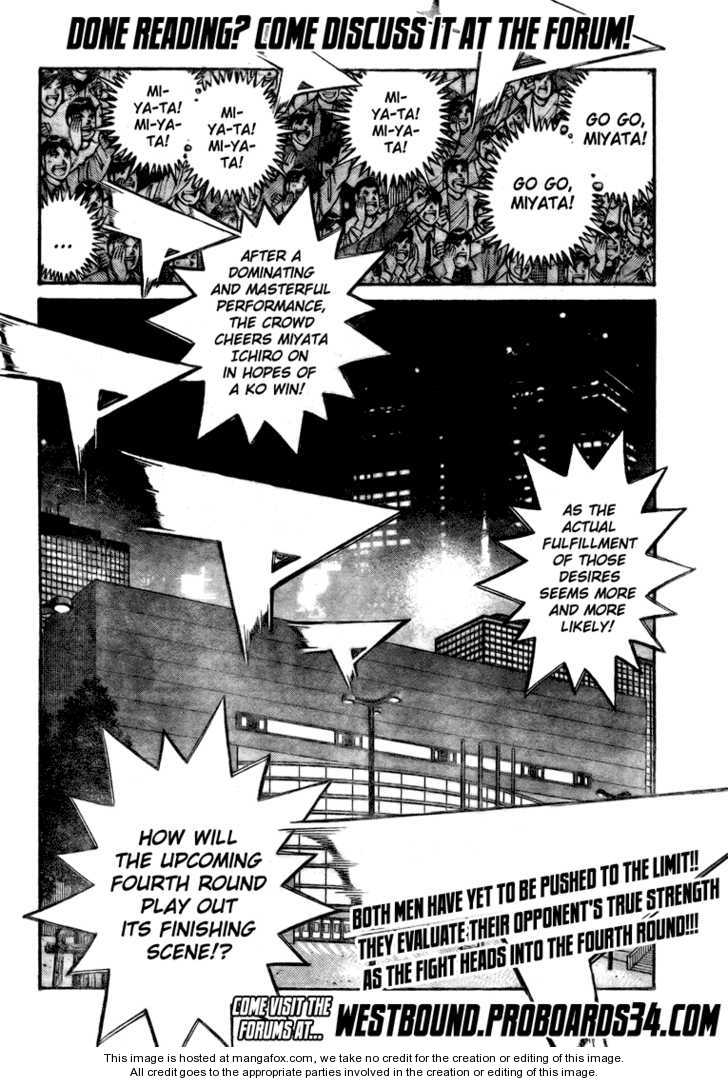 DONE READING? COME DISCUSS IT AT THE FORUM!
MI-
YA-TA!
MI-YA-
TA!
MI-
YA-TA!
MI-YA-
TA!
MI-
YA-TA!
MI-YA-
TA!
GO GO,
MIYATA!
GO GO,
MIYATA!
...
AFTER A
DOMINATING
AND MASTERFUL
PERFORMANCE,
THE CROWD
CHEERS MIYATA
ICHIRO ON
IN HOPES OF
A KO WIN!
AS THE
ACTUAL
FULFILLMENT
OF THOSE
DESIRES
SEEMS MORE
AND MORE
LIKELY!
HOW WILL
THE UPCOMING
FOURTH ROUND
PLAY OUT
ITS FINISHING
SCENE!?
BOTH MEN HAVE YET TO BE PUSHED TO THE LIMIT!!
THEY EVALUATE THEIR OPPONENT'S TRUE STRENGTH
AS THE FIGHT HEADS INTO THE FOURTH ROUND!!!
COME VISIT THE
FORUMS AT...
WESTBOUND.PROBOARDS34.COM
This image is hosted at mangafox.com, we take no credit for the creation or editing of this image.
All credit goes to the appropriate parties involved in the creation or editing of this image.